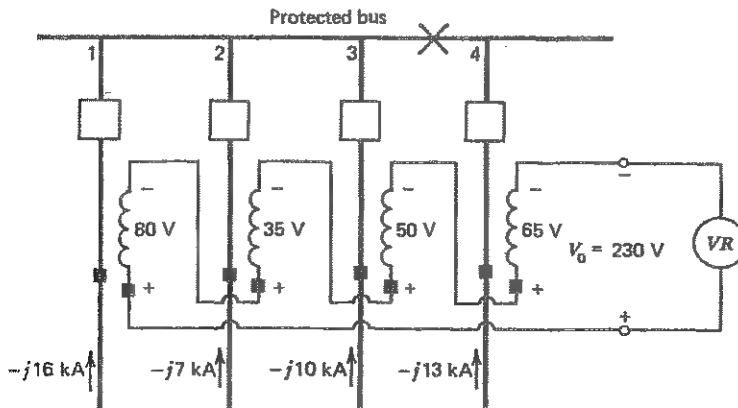 Protected bus
1 2 3 4
− − − − −
80 V 35 V 50 V 65 V V₀ = 230 V VR
+ + + + +
−j16 kA −j7 kA −j10 kA −j13 kA